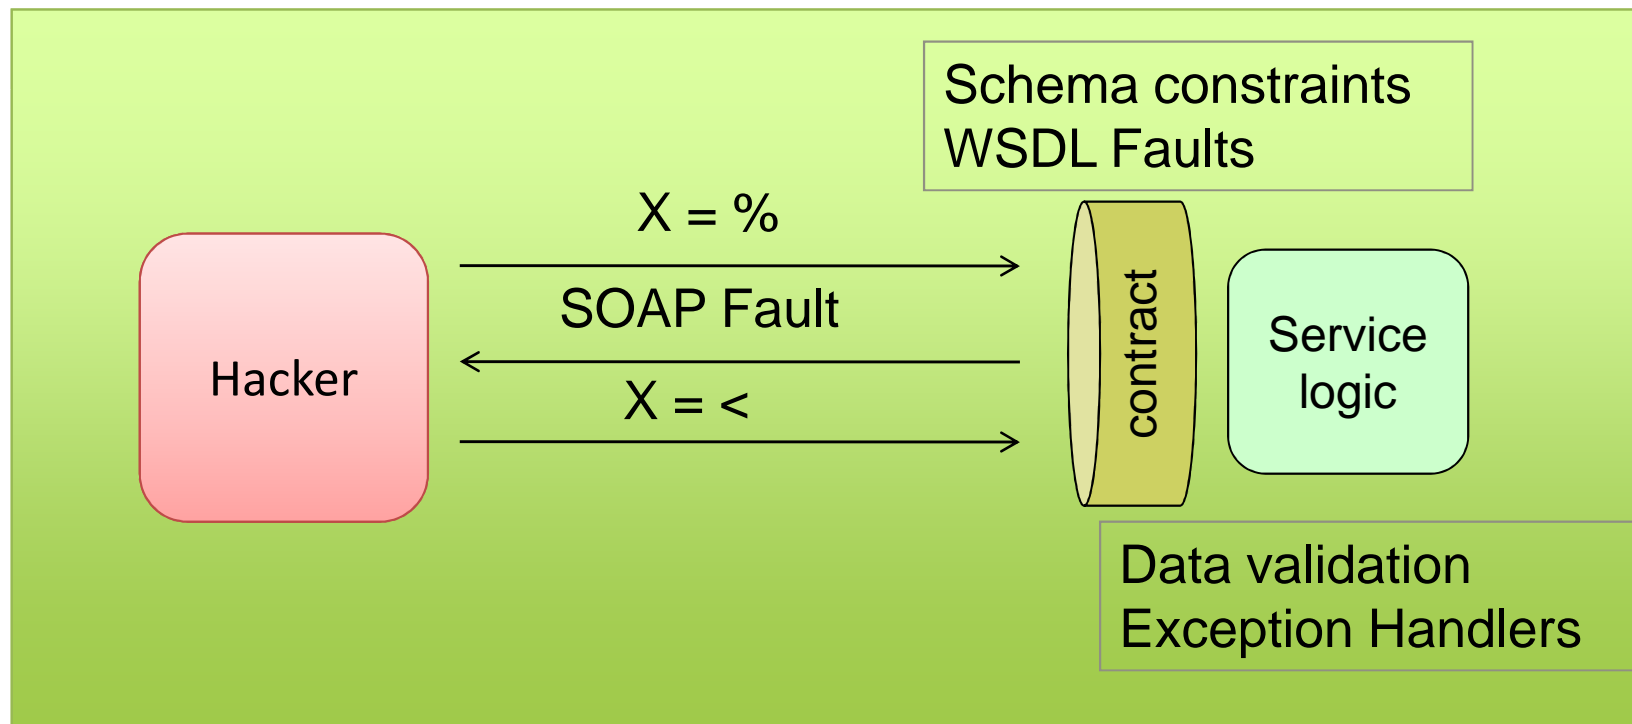 Schema constraints
WSDL Faults
X = %
SOAP Fault
X = <
Hacker
contract
Service
logic
Data validation
Exception Handlers